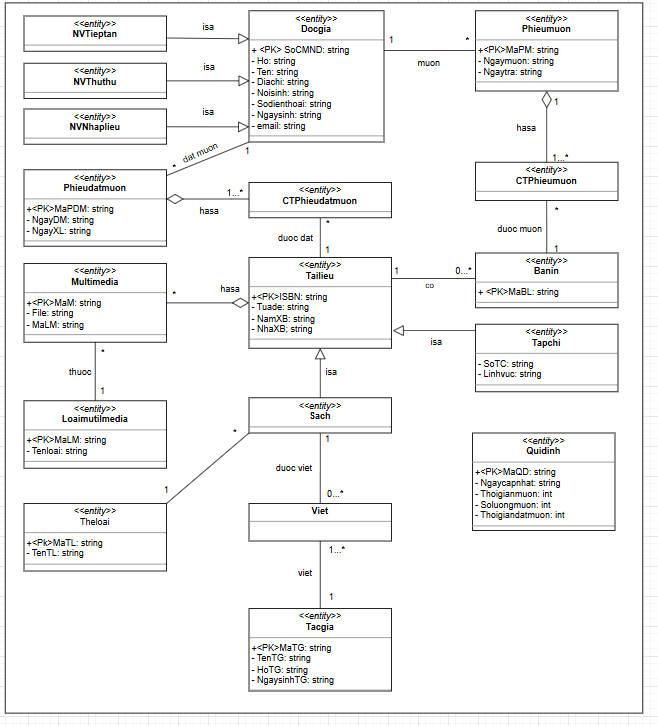 <<entity>>
NVTieptan
isa
<<entity>>
NVThuthu
isa
<<entity>>
NVNhaplieu
isa
<<entity>>
Docgia
+ <PK> SoCMND: string
- Ho: string
- Ten: string
- Diachi: string
- Noisinh: string
- Sodienthoai: string
- Ngaysinh: string
- email: string
1
*
muon
<<entity>>
Phieumuon
+<PK>MaPM: string
- Ngaymuon: string
- Ngaytra: string
1
hasa
1...*
<<entity>>
CTPhieumuon
*
duoc muon
1
* dat muon 1
<<entity>>
Phieudatmuon
+<PK>MaPDM: string
- NgayDM: string
- NgayXL: string
1...*
hasa
<<entity>>
CTPhieudatmuon
*
duoc dat
1
<<entity>>
Multimedia
+<PK>MaM: string
- File: string
- MaLM: string
*
hasa
<<entity>>
Tailieu
+<PK>ISBN: string
- Tuade: string
- NamXB: string
- NhaXB; string
1
0...*
co
<<entity>>
Banin
+ <PK>MaBL: string
isa
<<entity>>
Tapchi
- SoTC: string
- Linhvuc: string
*
thuoc
1
isa
<<entity>>
Loaimutilmedia
+<PK>MaLM: string
- Tenloai: string
<<entity>>
Sach
*
1
1
duoc viet
0...*
<<entity>>
Quidinh
+<PK>MaQD: string
- Ngaycapnhat: string
- Thoigianmuon: int
- Soluongmuon: int
- Thoigiandatmuon: int
<<entity>>
Theloai
+<Pk>MaTL: string
- TenTL: string
Viet
1...*
viet
1
<<entity>>
Tacgia
+<PK>MaTG: string
- TenTG: string
- HoTG: string
- NgaysinhTG: string